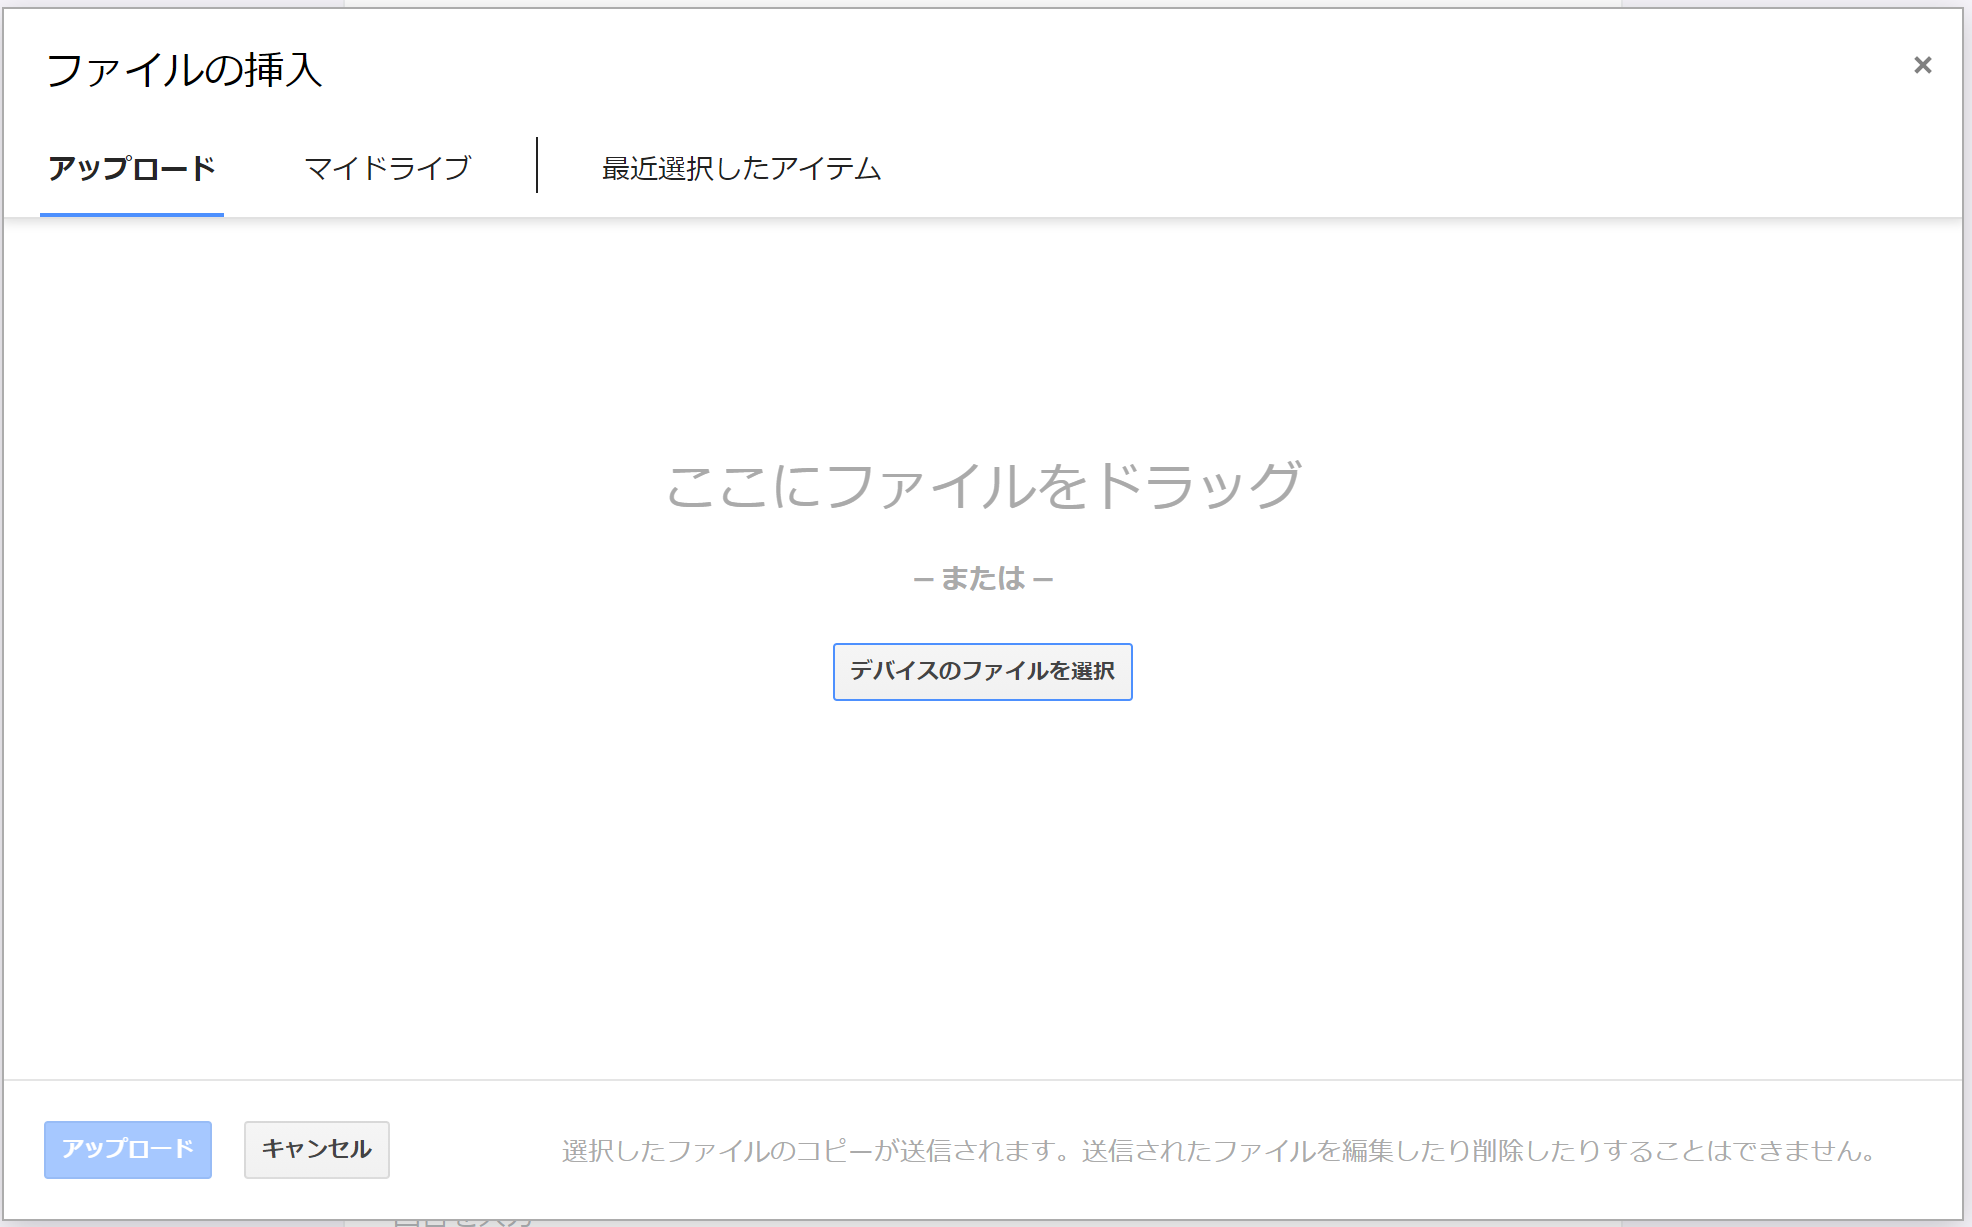 ファイルの挿入
×
アップロード マイドライブ 最近選択したアイテム
ここにファイルをドラッグ
– または –
デバイスのファイルを選択
アップロード キャンセル 選択したファイルのコピーが送信されます。送信されたファイルを編集したり削除したりすることはできません。